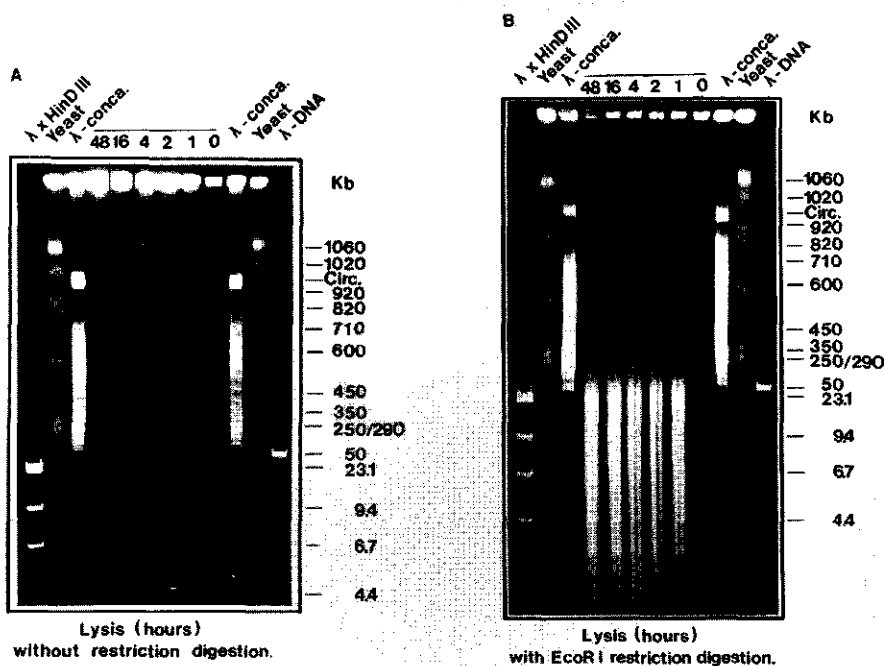 A
λ x HinD III
Yeast
λ-conca.
48 16 4 2 1 0
λ-conca.
Yeast
λ-DNA
Kb
1060
1020
Circ.
920
820
710
600
450
350
250/290
50
23.1
9.4
6.7
4.4
Lysis (hours)
without restriction digestion.
B
λ x HinD III
Yeast
λ-conca.
48 16 4 2 1 0
λ-conca.
Yeast
λ-DNA
Kb
1060
1020
Circ.
920
820
710
600
450
350
250/290
50
23.1
9.4
6.7
4.4
Lysis (hours)
with EcoR I restriction digestion.